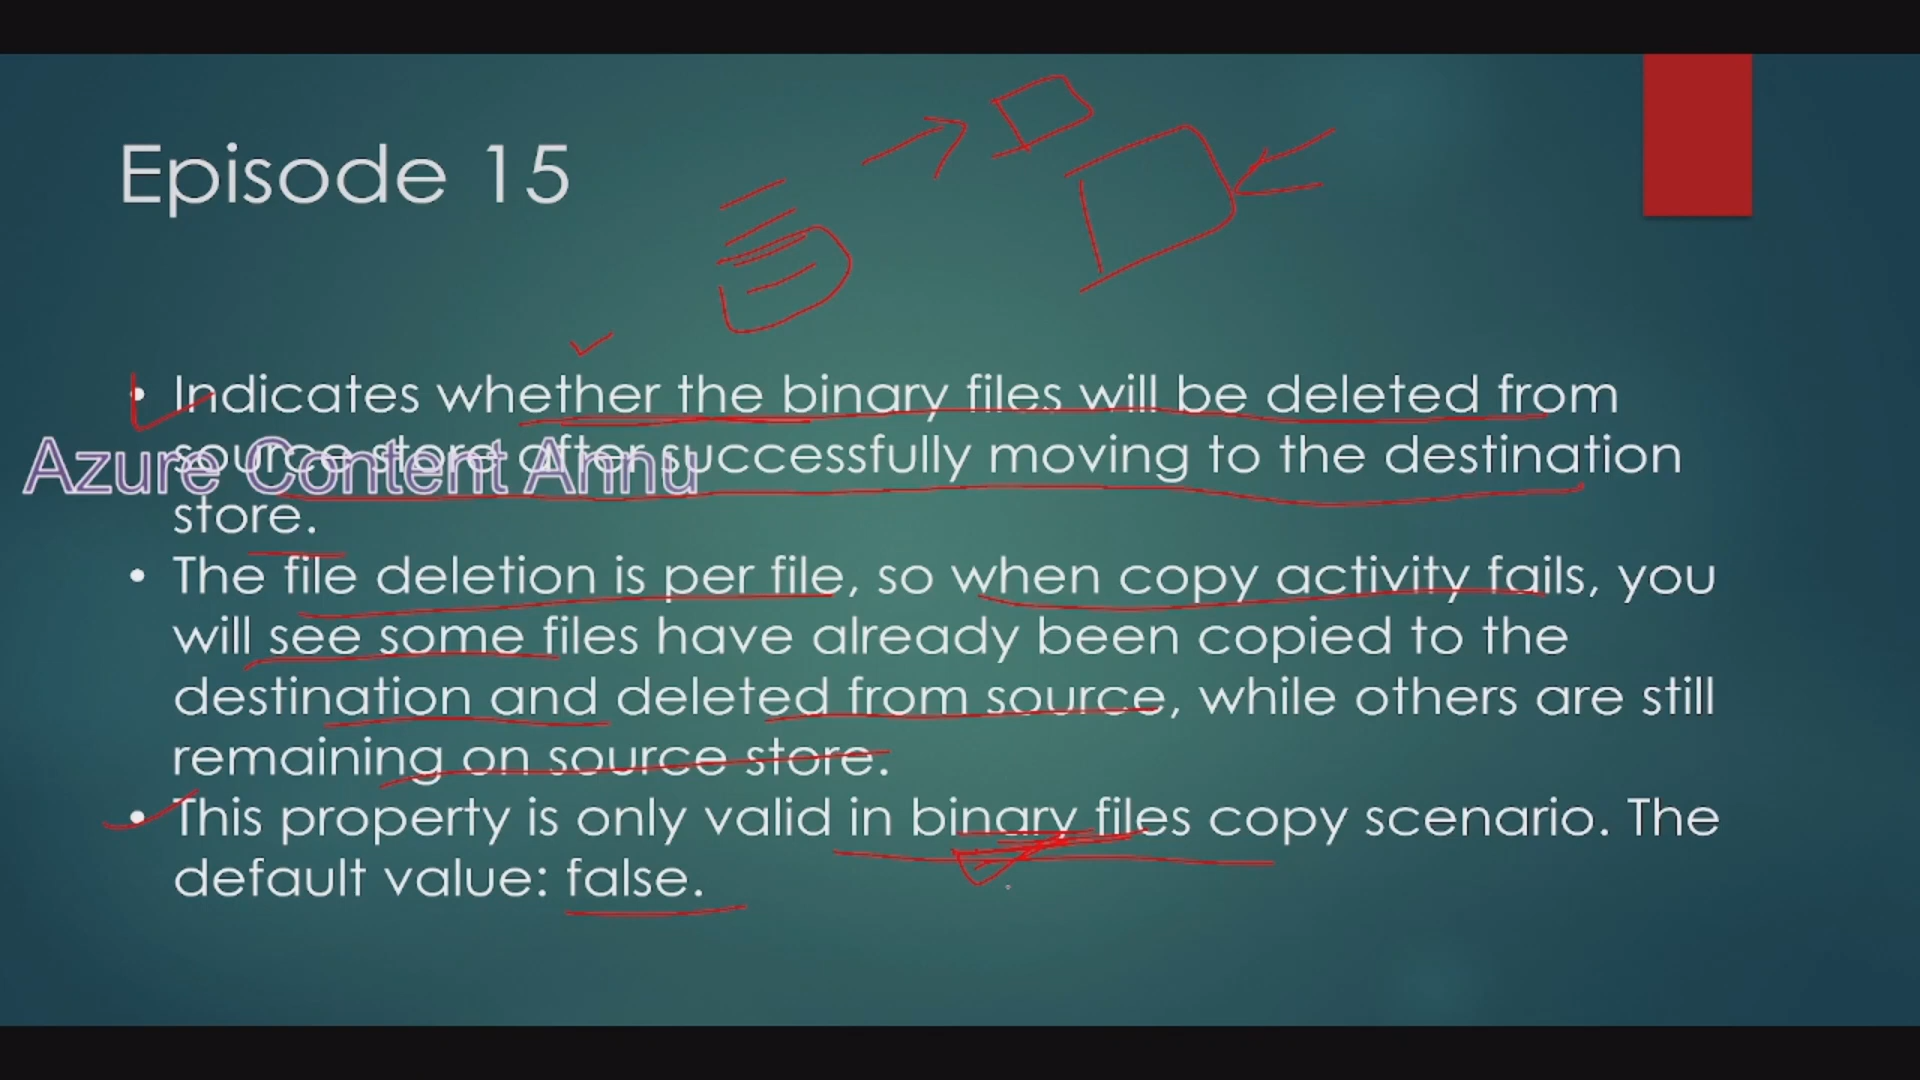 Episode 15
• Indicates whether the binary files will be deleted from
source store after successfully moving to the destination
Azure Content Annu
store.
• The file deletion is per file, so when copy activity fails, you
will see some files have already been copied to the
destination and deleted from source, while others are still
remaining on source store.
• This property is only valid in binary files copy scenario. The
default value: false.